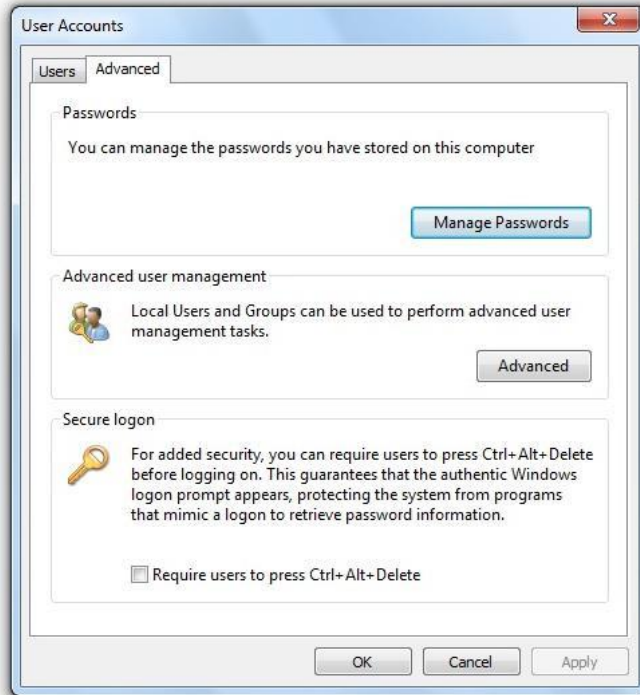 User Accounts
Users
Advanced
Passwords
You can manage the passwords you have stored on this computer
Manage Passwords
Advanced user management
Local Users and Groups can be used to perform advanced user
management tasks.
Advanced
Secure logon
For added security, you can require users to press Ctrl+Alt+Delete
before logging on. This guarantees that the authentic Windows
logon prompt appears, protecting the system from programs
that mimic a logon to retrieve password information.
Require users to press Ctrl+Alt+Delete
OK
Cancel
Apply